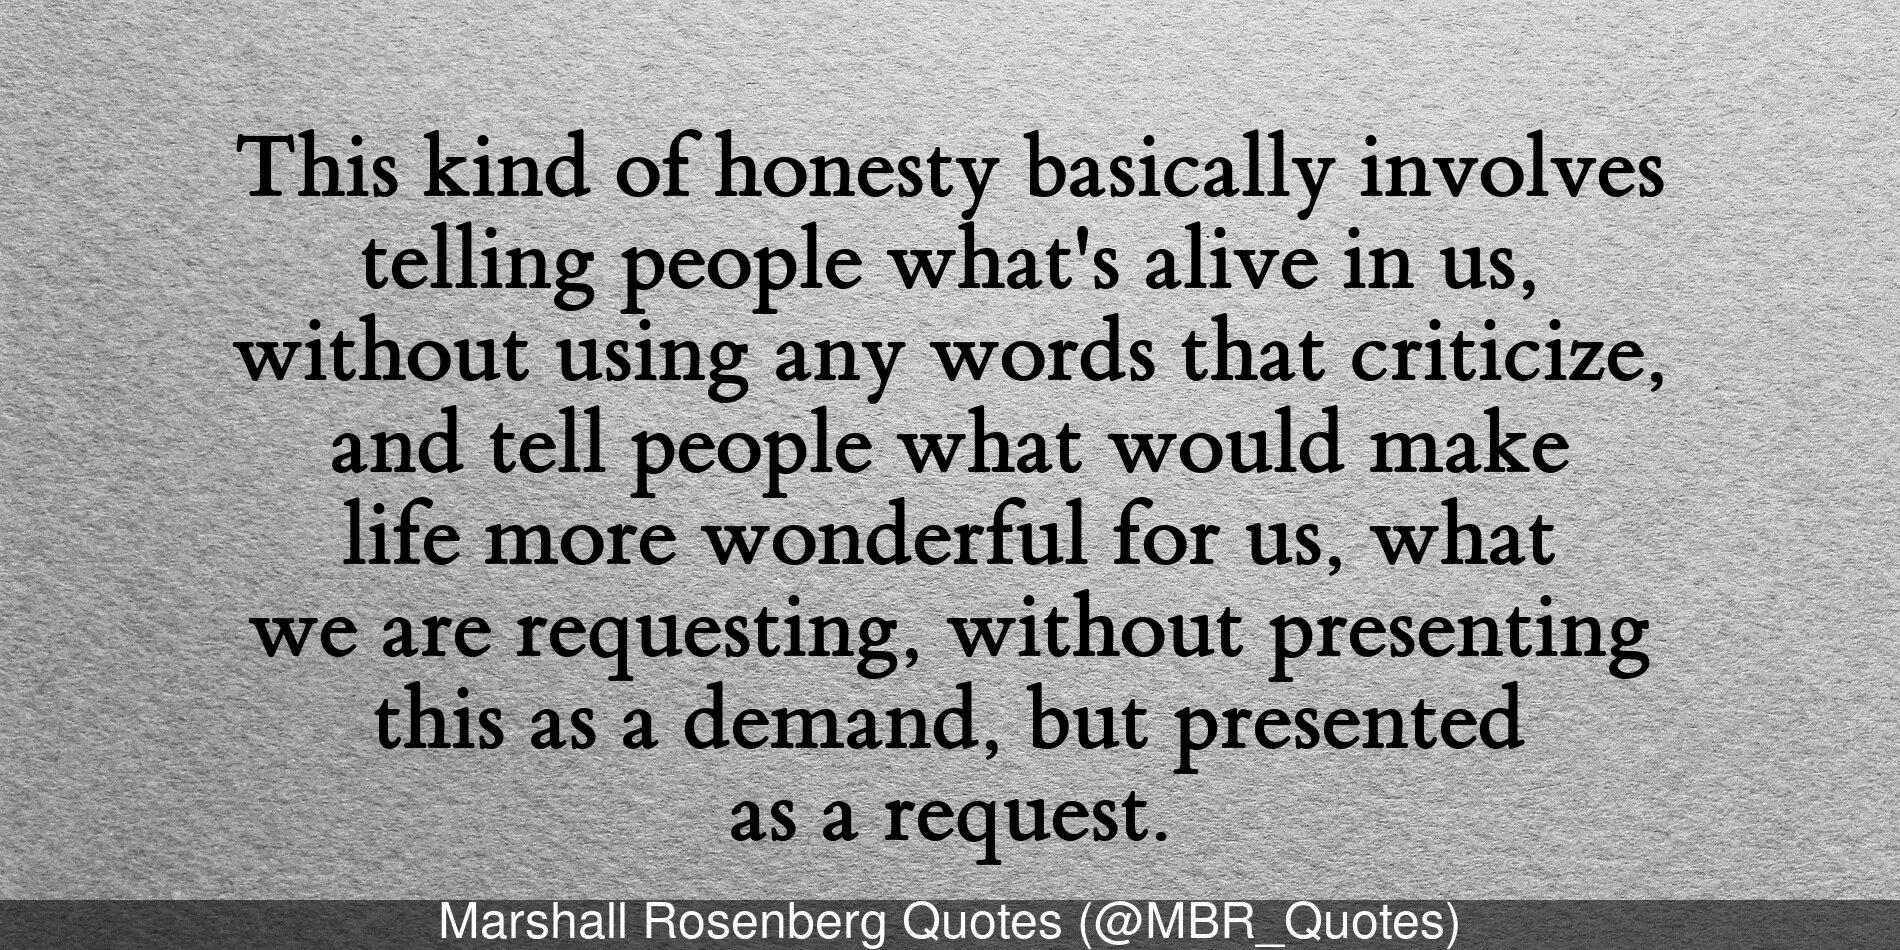 This kind of honesty basically involves
telling people what's alive in us,
without using any words that criticize,
and tell people what would make
life more wonderful for us, what
we are requesting, without presenting
this as a demand, but presented
as a request.
Marshall Rosenberg Quotes (@MBR_Quotes)